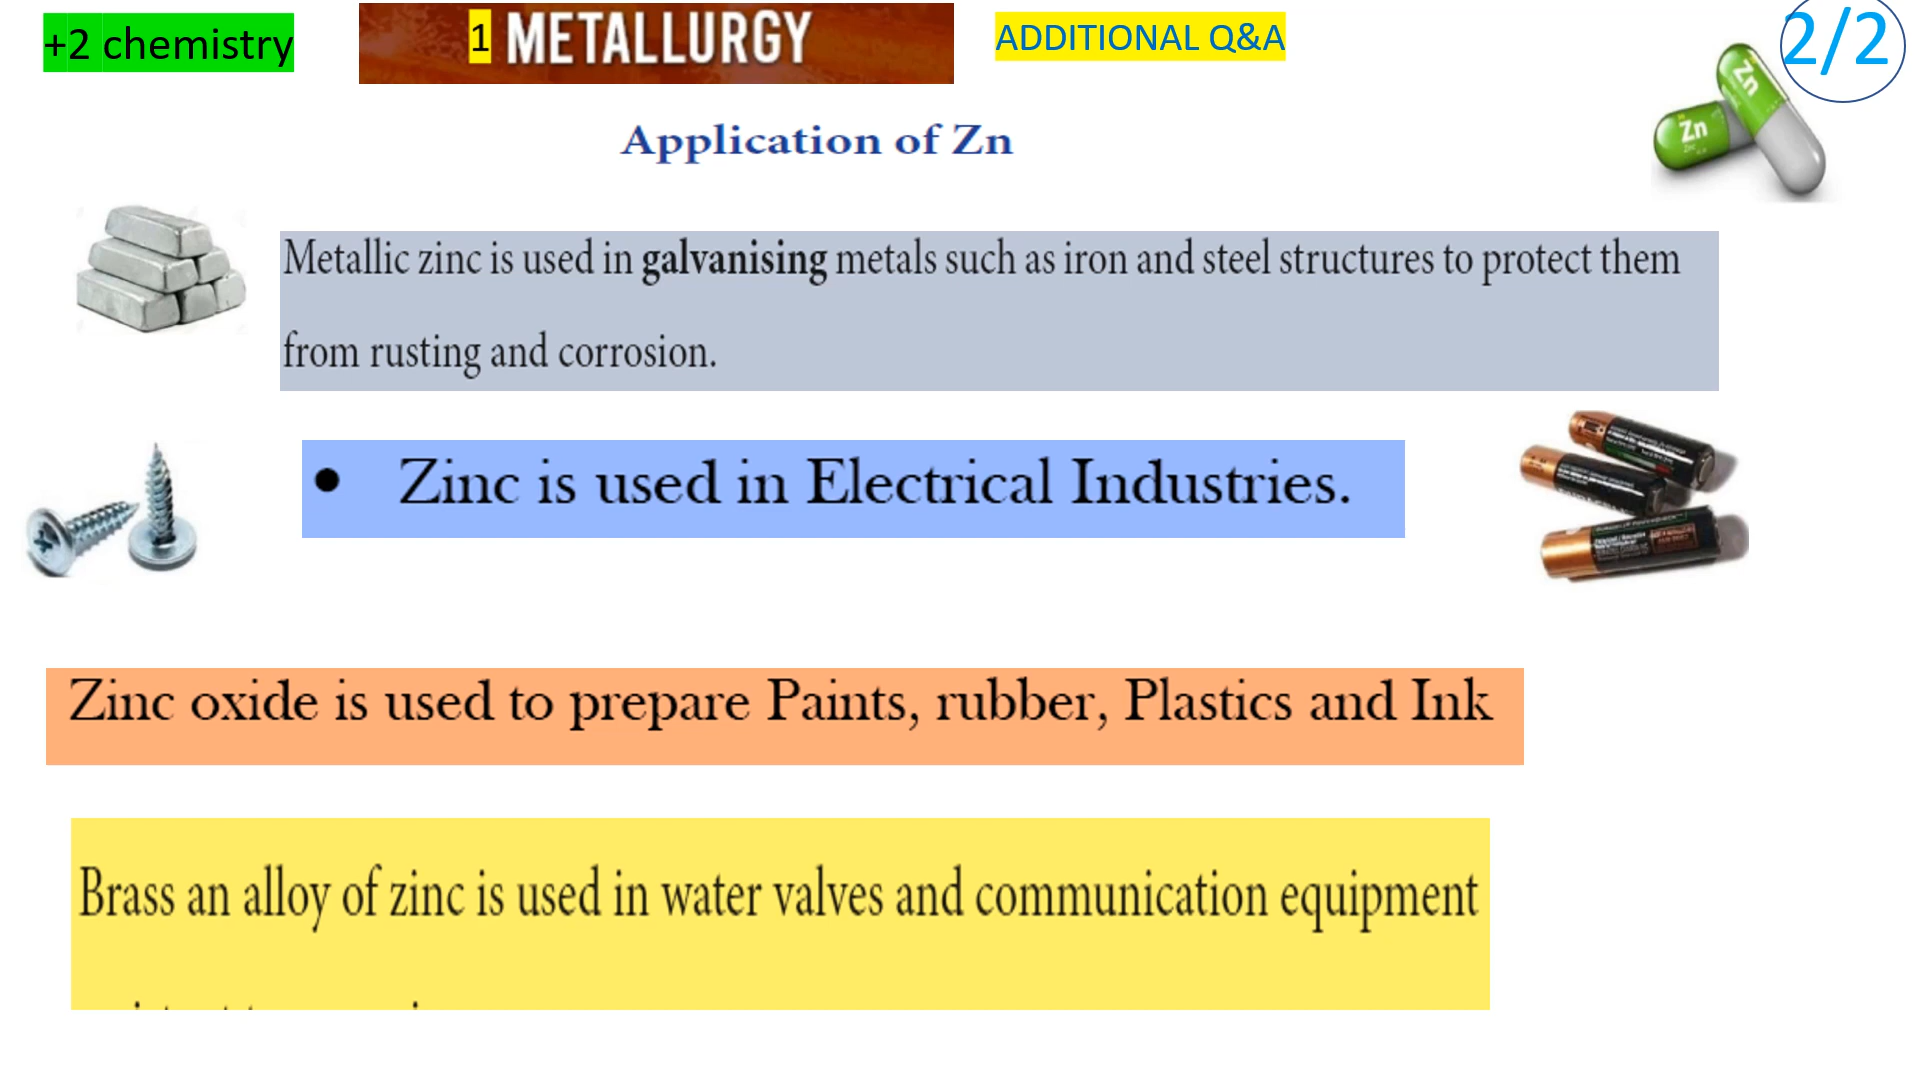 +2 chemistry
1 METALLURGY
ADDITIONAL Q&A
2/2
Zn
Zn
Application of Zn
Metallic zinc is used in galvanising metals such as iron and steel structures to protect them
from rusting and corrosion.
• Zinc is used in Electrical Industries.
Zinc oxide is used to prepare Paints, rubber, Plastics and Ink
Brass an alloy of zinc is used in water valves and communication equipment